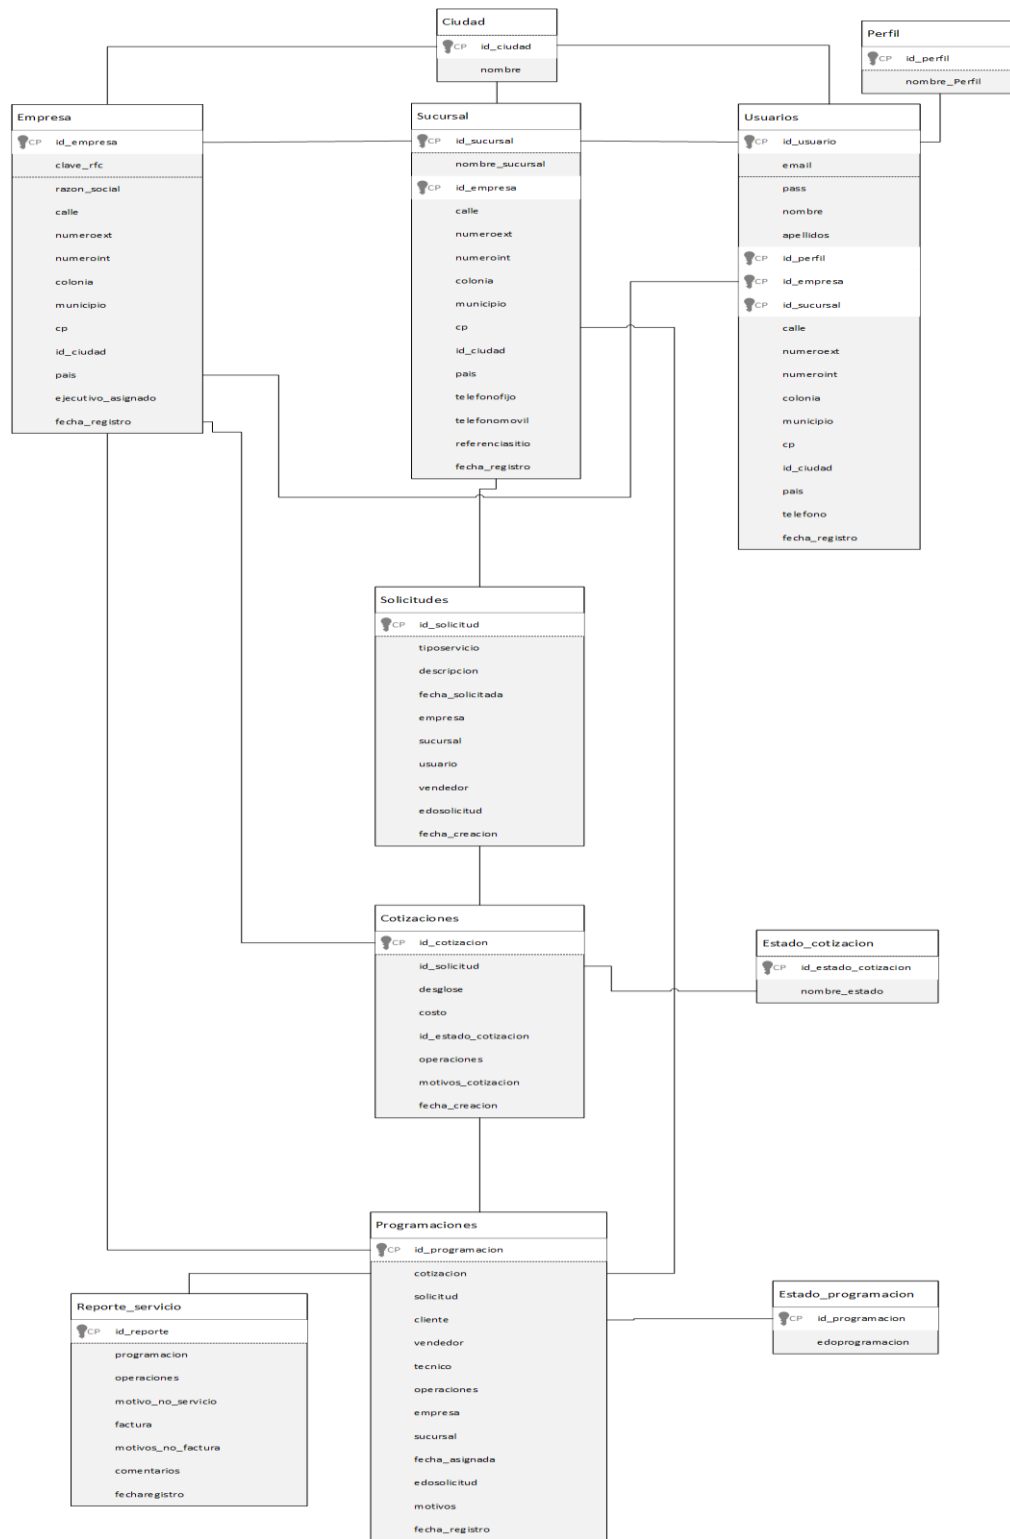 Ciudad
CP id_ciudad
nombre
Perfil
CP id_perfil
nombre_Perfil
Empresa
CP id_empresa
clave_rfc
razon_social
calle
numeroext
numeroint
colonia
municipio
cp
id_ciudad
pais
ejecutivo_asignado
fecha_registro
Sucursal
CP id_sucursal
nombre_sucursal
CP id_empresa
calle
numeroext
numeroint
colonia
municipio
cp
id_ciudad
pais
telefonofijo
telefonomovil
referenciasitio
fecha_registro
Usuarios
CP id_usuario
email
pass
nombre
apellidos
CP id_perfil
CP id_empresa
CP id_sucursal
calle
numeroext
numeroint
colonia
municipio
cp
id_ciudad
pais
telefono
fecha_registro
Solicitudes
CP id_solicitud
tiposervicio
descripcion
fecha_solicitada
empresa
sucursal
usuario
vendedor
edosolicitud
fecha_creacion
Cotizaciones
CP id_cotizacion
id_solicitud
desglose
costo
id_estado_cotizacion
operaciones
motivos_cotizacion
fecha_creacion
Estado_cotizacion
CP id_estado_cotizacion
nombre_estado
Programaciones
CP id_programacion
cotizacion
solicitud
cliente
vendedor
tecnico
operaciones
empresa
sucursal
fecha_asignada
edosolicitud
motivos
fecha_registro
Reporte_servicio
CP id_reporte
programacion
operaciones
motivo_no_servicio
factura
motivos_no_factura
comentarios
fecharegistro
Estado_programacion
CP id_programacion
edoprogramacion